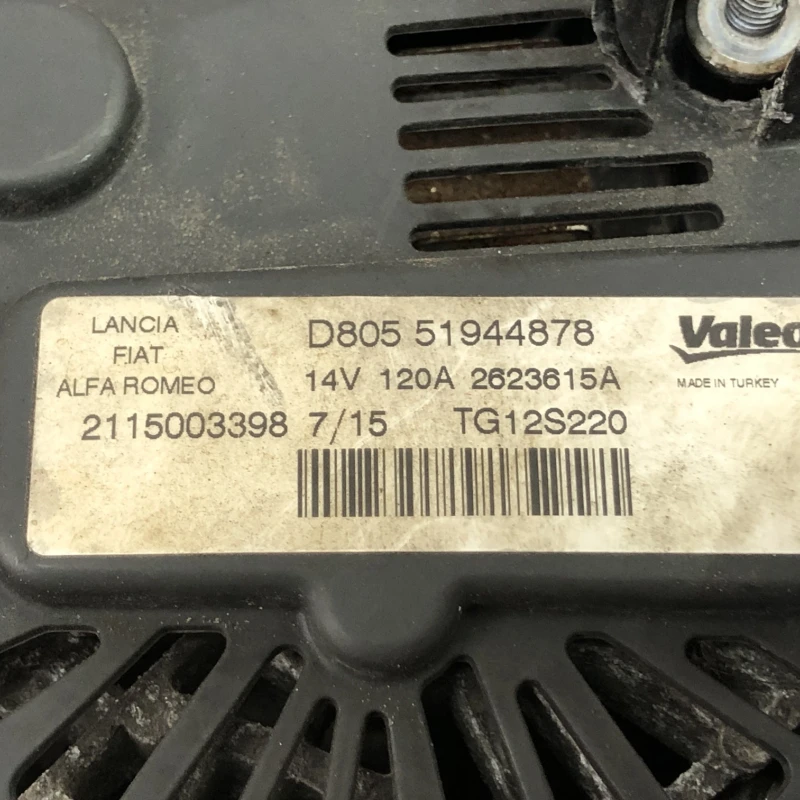 LANCIA
FIAT
ALFA ROMEO
D805 51944878
14V 120A 2623615A
2115003398 7/15 TG12S220
Valeo
MADE IN TURKEY